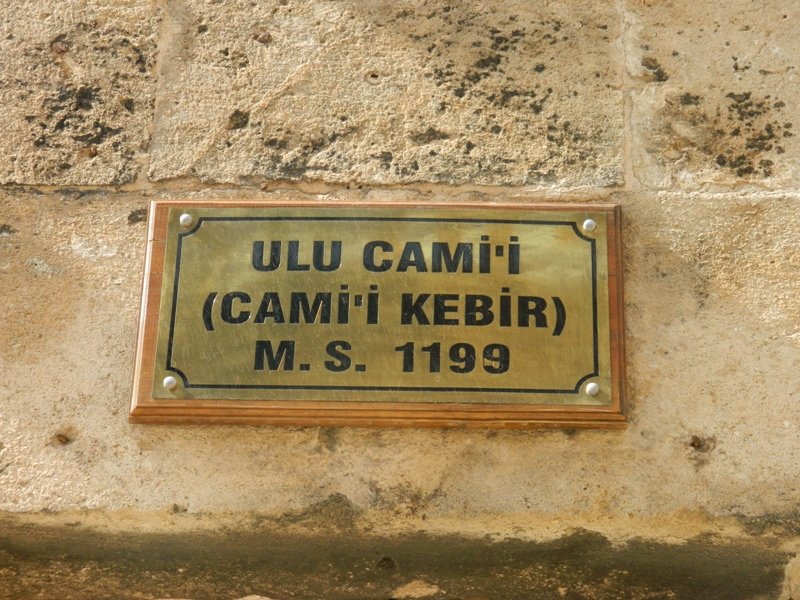 ULU CAMİ'İ
(CAMİ'İ KEBİR)
M. S. 1199